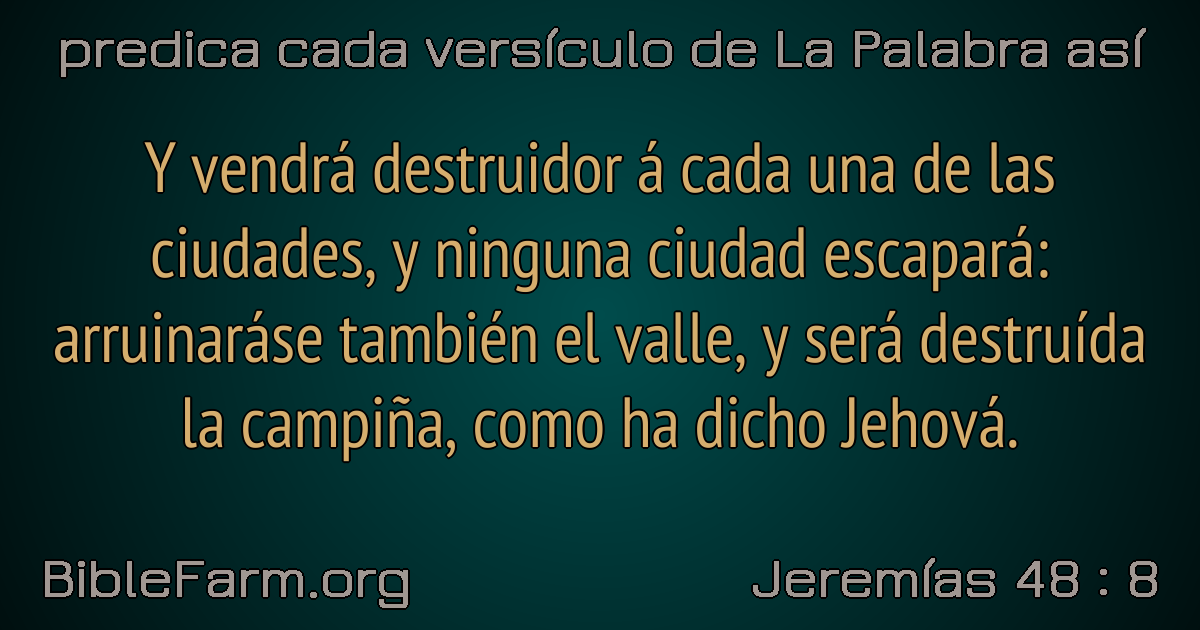 predica cada versículo de La Palabra así
Y vendrá destruidor á cada una de las
ciudades, y ninguna ciudad escapará:
arruinaráse también el valle, y será destruída
la campiña, como ha dicho Jehová.
BibleFarm.org
Jeremías 48 : 8